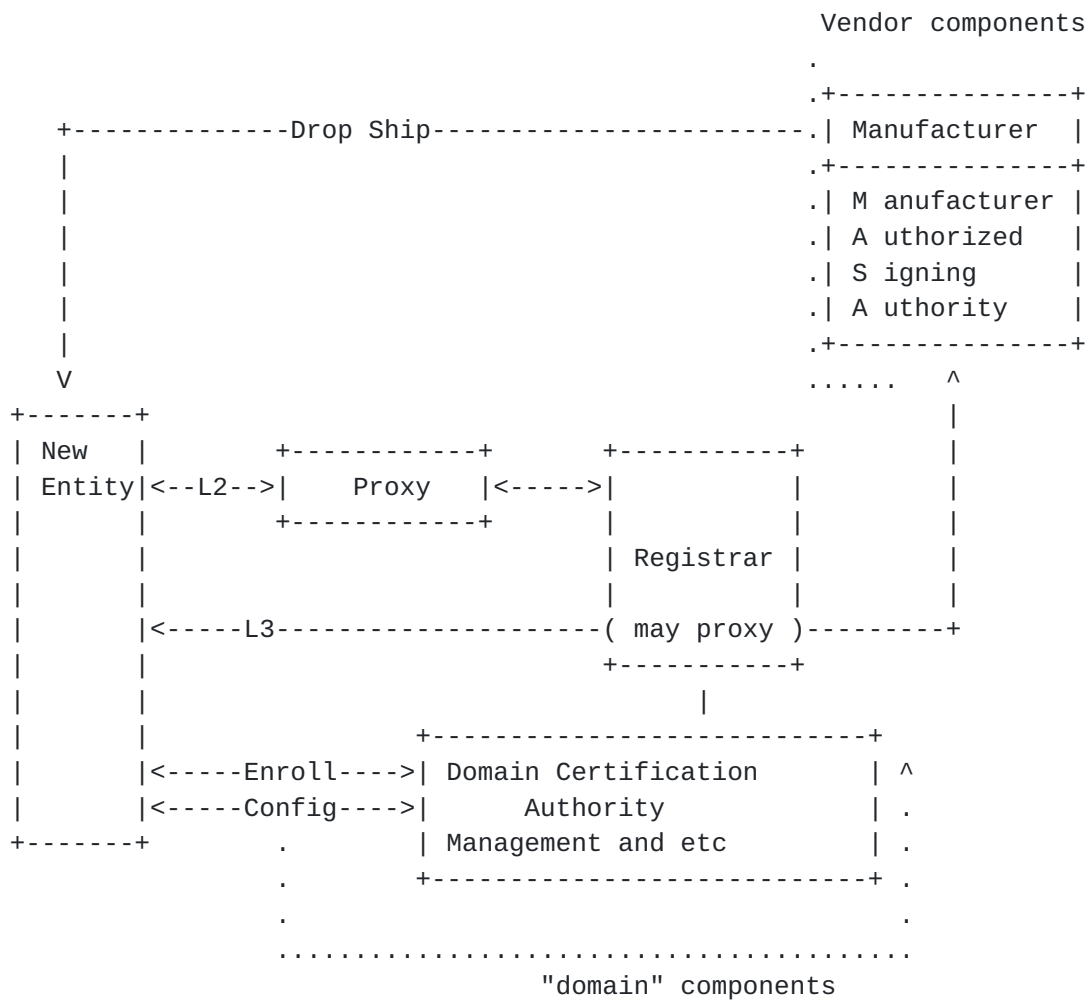 Vendor components
.
.+---------------+
+--------------Drop Ship------------------------.| Manufacturer  |
|                                               .+---------------+
|                                               .| M anufacturer |
|                                               .| A uthorized   |
|                                               .| S igning      |
|                                               .| A uthority    |
|                                               .+---------------+
V                                               ......   ^
+-------+                                                   |
| New   |        +------------+       +-----------+         |
| Entity|<--L2-->|    Proxy   |<----->|           |         |
|       |        +------------+       |           |         |
|       |                             | Registrar |         |
|       |                             |           |         |
|       |<-----L3---------------------( may proxy )---------+
|       |                             +-----------+
|       |                                   |
|       |                 +----------------------------+
|       |<-----Enroll---->| Domain Certification       | ^
|       |<-----Config---->|      Authority             | .
+-------+        .        | Management and etc         | .
.        +----------------------------+ .
.                                       .
.........................................
"domain" components